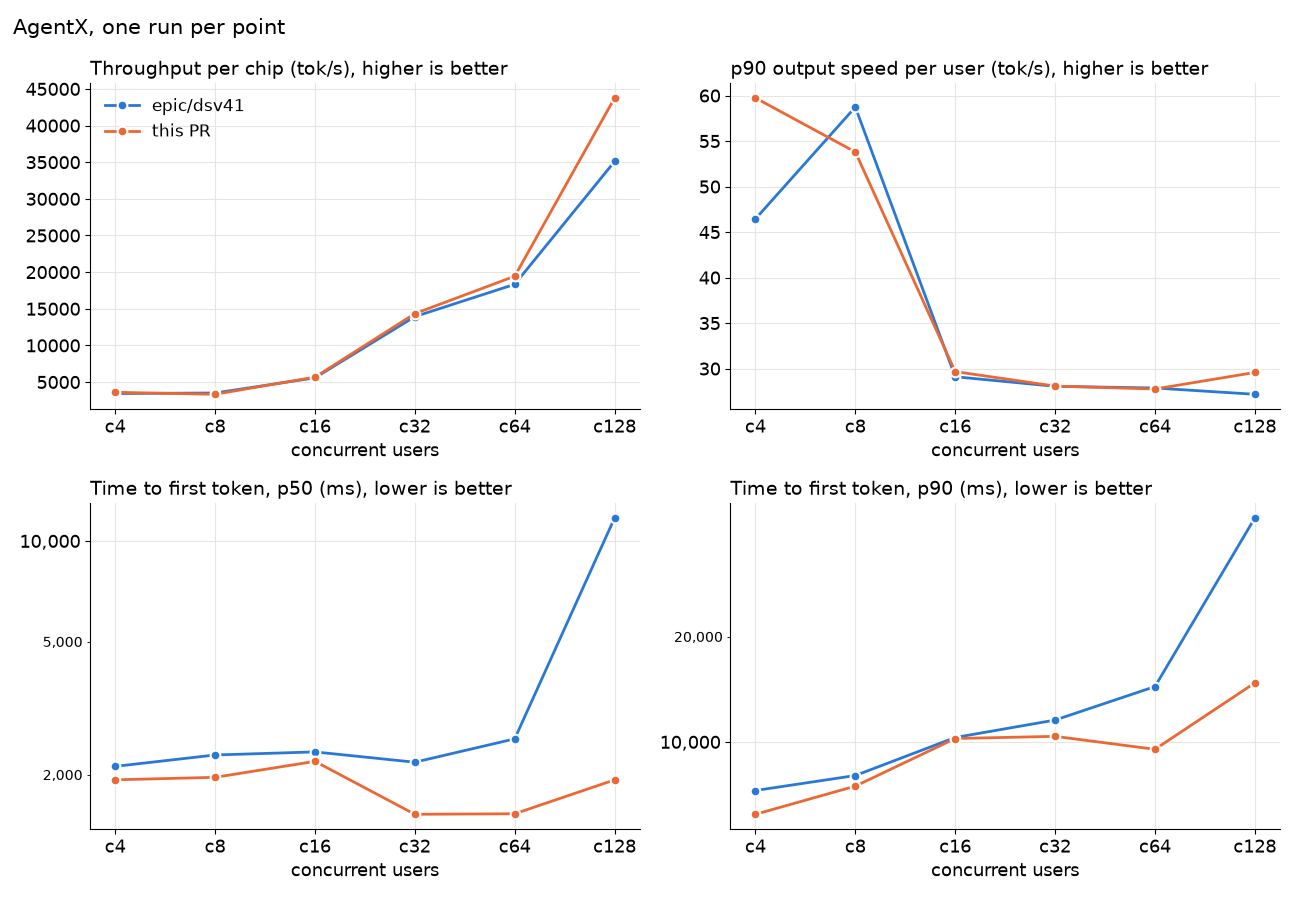 AgentX, one run per point
Throughput per chip (tok/s), higher is better
45000
40000
35000
30000
25000
20000
15000
10000
5000
epic/dsv41
this PR
c4 c8 c16 c32 c64 c128
concurrent users
p90 output speed per user (tok/s), higher is better
60
55
50
45
40
35
30
c4 c8 c16 c32 c64 c128
concurrent users
Time to first token, p50 (ms), lower is better
10,000
5,000
2,000
c4 c8 c16 c32 c64 c128
concurrent users
Time to first token, p90 (ms), lower is better
20,000
10,000
c4 c8 c16 c32 c64 c128
concurrent users